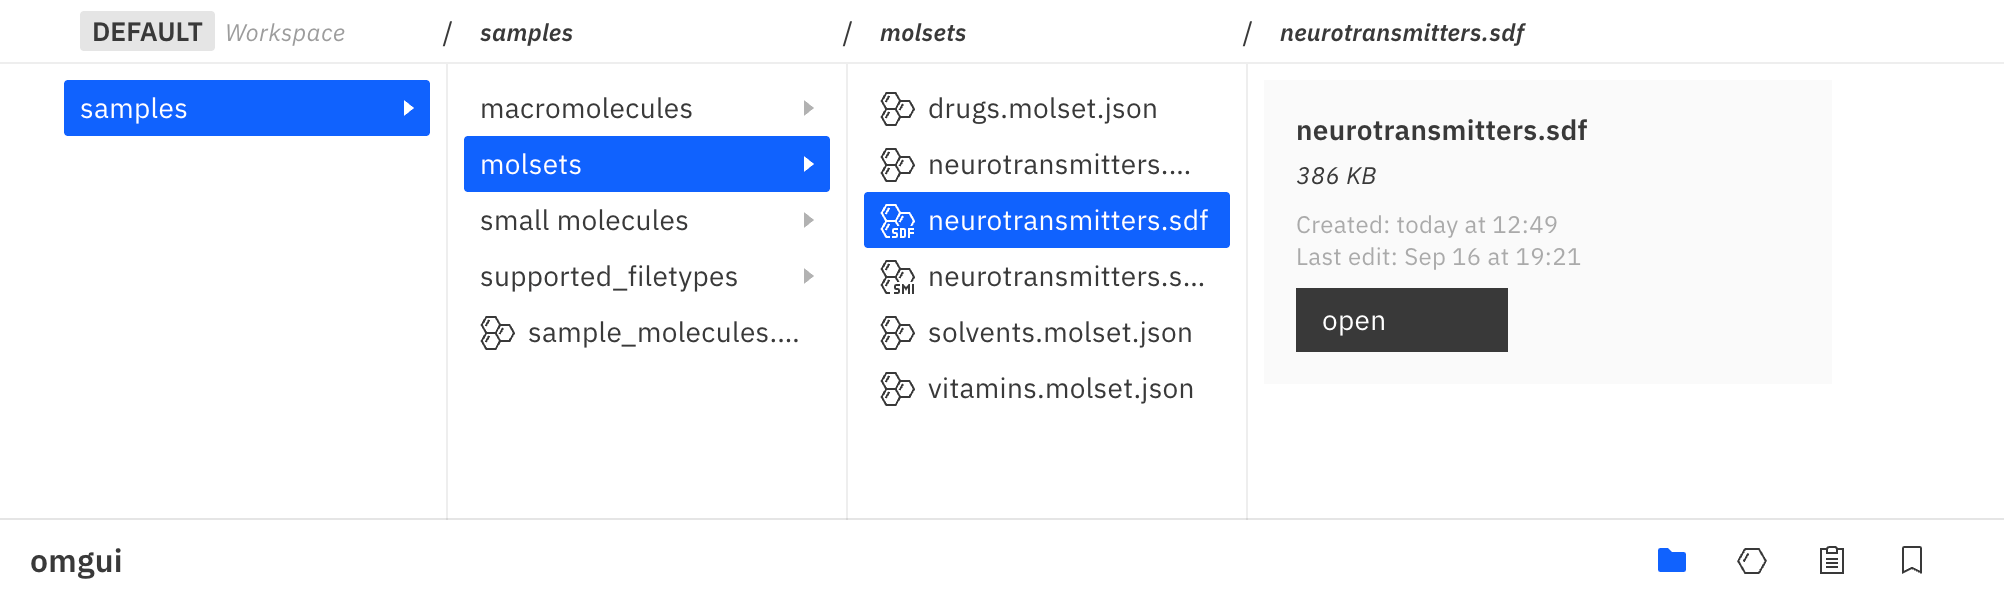 DEFAULT Workspace / samples / molsets / neurotransmitters.sdf
samples
macromolecules
molsets
small molecules
supported_filetypes
sample_molecules....
drugs.molset.json
neurotransmitters....
SDF neurotransmitters.sdf
SMI neurotransmitters.s...
solvents.molset.json
vitamins.molset.json
neurotransmitters.sdf
386 KB
Created: today at 12:49
Last edit: Sep 16 at 19:21
open
omgui